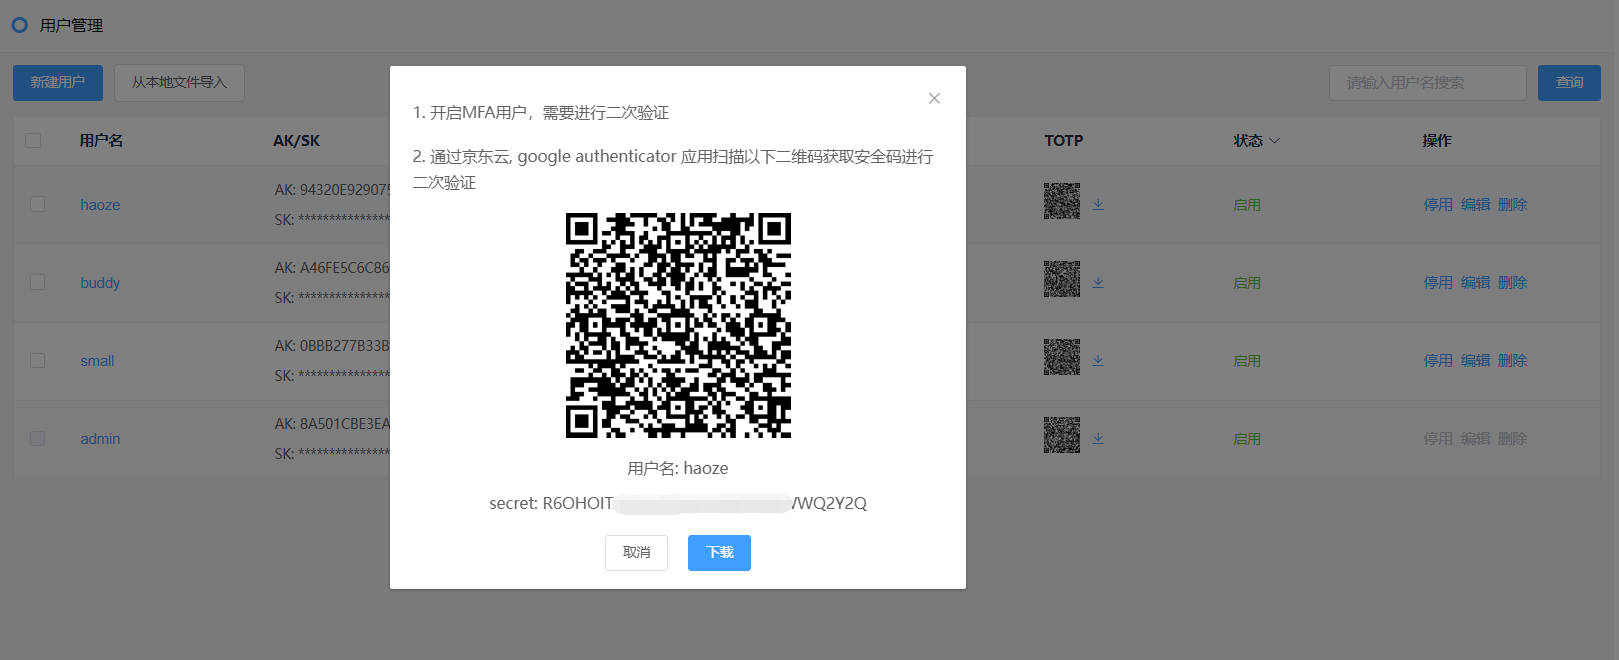 用户管理
新建用户 从本地文件导入 请输入用户名搜索 查询
用户名 AK/SK TOTP 状态 操作
haoze AK: 94320E929075 启用 停用 编辑 删除
SK: ****************
buddy AK: A46FE5C6C86 启用 停用 编辑 删除
SK: ****************
small AK: 0BBB277B33B 启用 停用 编辑 删除
SK: ****************
admin AK: 8A501CBE3EA 启用 停用 编辑 删除
SK: ****************
1. 开启MFA用户，需要进行二次验证
2. 通过京东云, google authenticator 应用扫描以下二维码获取安全码进行
二次验证
用户名: haoze
secret: R6OHOIT WQ2Y2Q
取消 下载